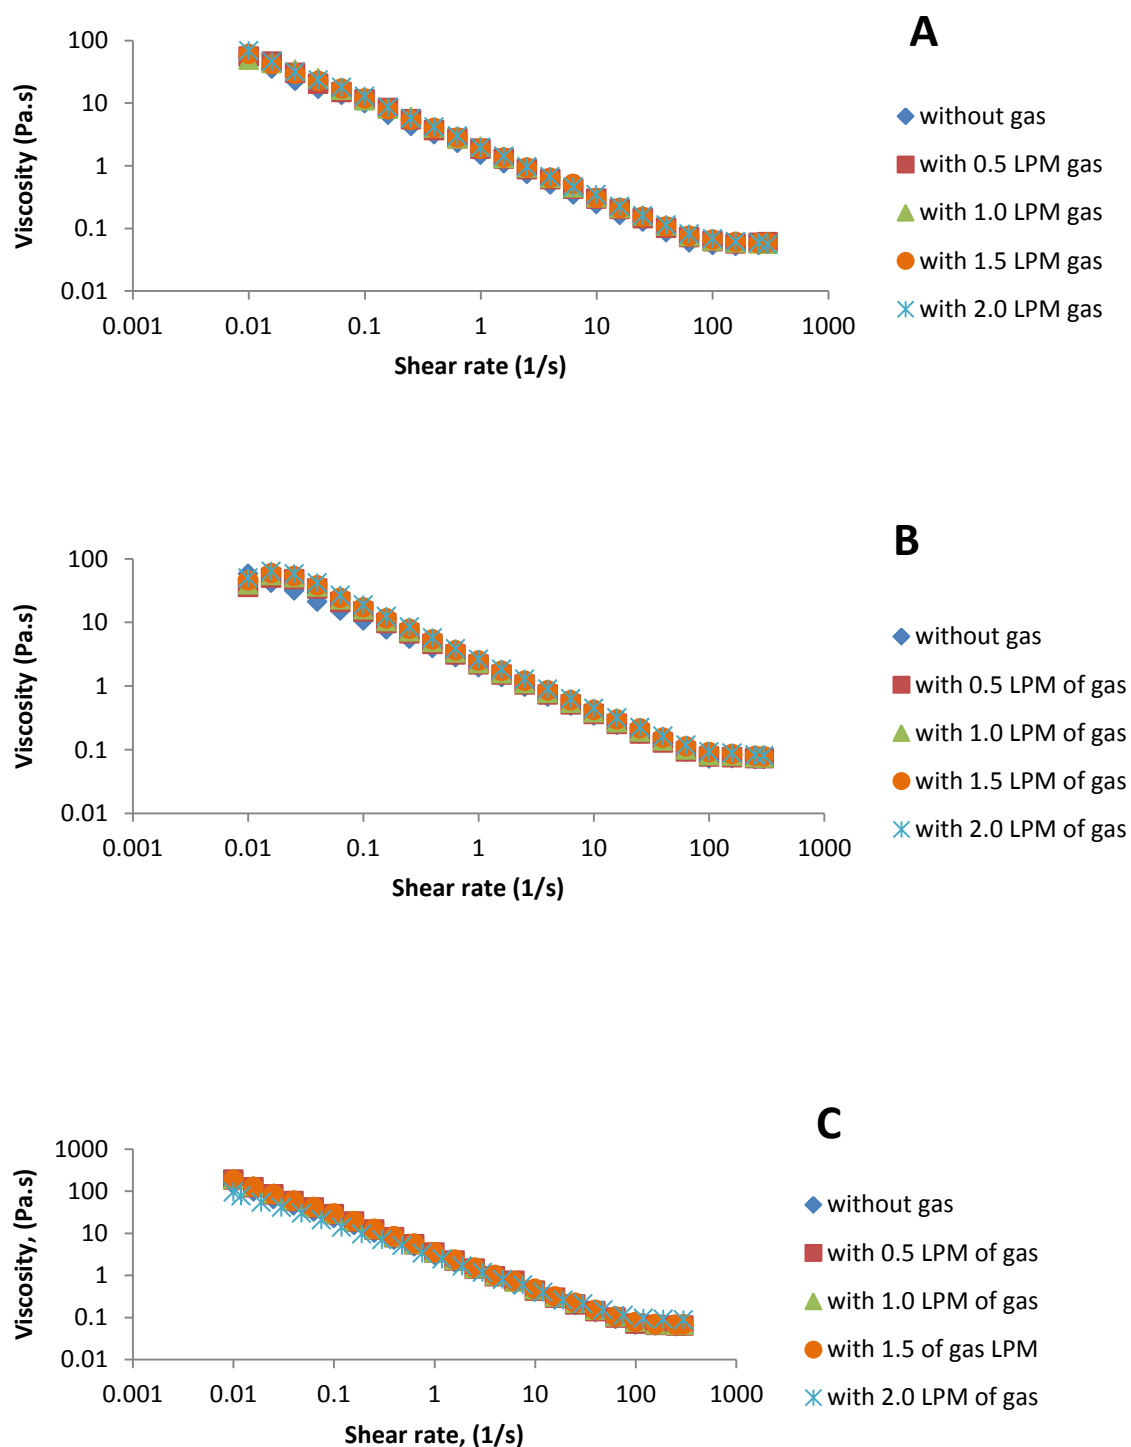 A
Viscosity (Pa.s)
100
10
1
0.1
0.01
0.001 0.01 0.1 1 10 100 1000
Shear rate (1/s)
without gas
with 0.5 LPM gas
with 1.0 LPM gas
with 1.5 LPM gas
with 2.0 LPM gas
B
Viscosity (Pa.s)
100
10
1
0.1
0.01
0.001 0.01 0.1 1 10 100 1000
Shear rate (1/s)
without gas
with 0.5 LPM of gas
with 1.0 LPM of gas
with 1.5 LPM of gas
with 2.0 LPM of gas
C
Viscosity, (Pa.s)
1000
100
10
1
0.1
0.01
0.001 0.01 0.1 1 10 100 1000
Shear rate, (1/s)
without gas
with 0.5 LPM of gas
with 1.0 LPM of gas
with 1.5 of gas LPM
with 2.0 LPM of gas